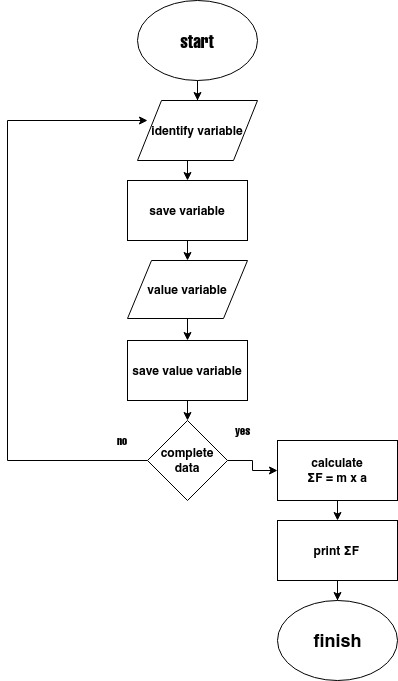 start
identify variable
save variable
value variable
save value variable
no
yes
complete
data
calculate
ΣF = m x a
print ΣF
finish